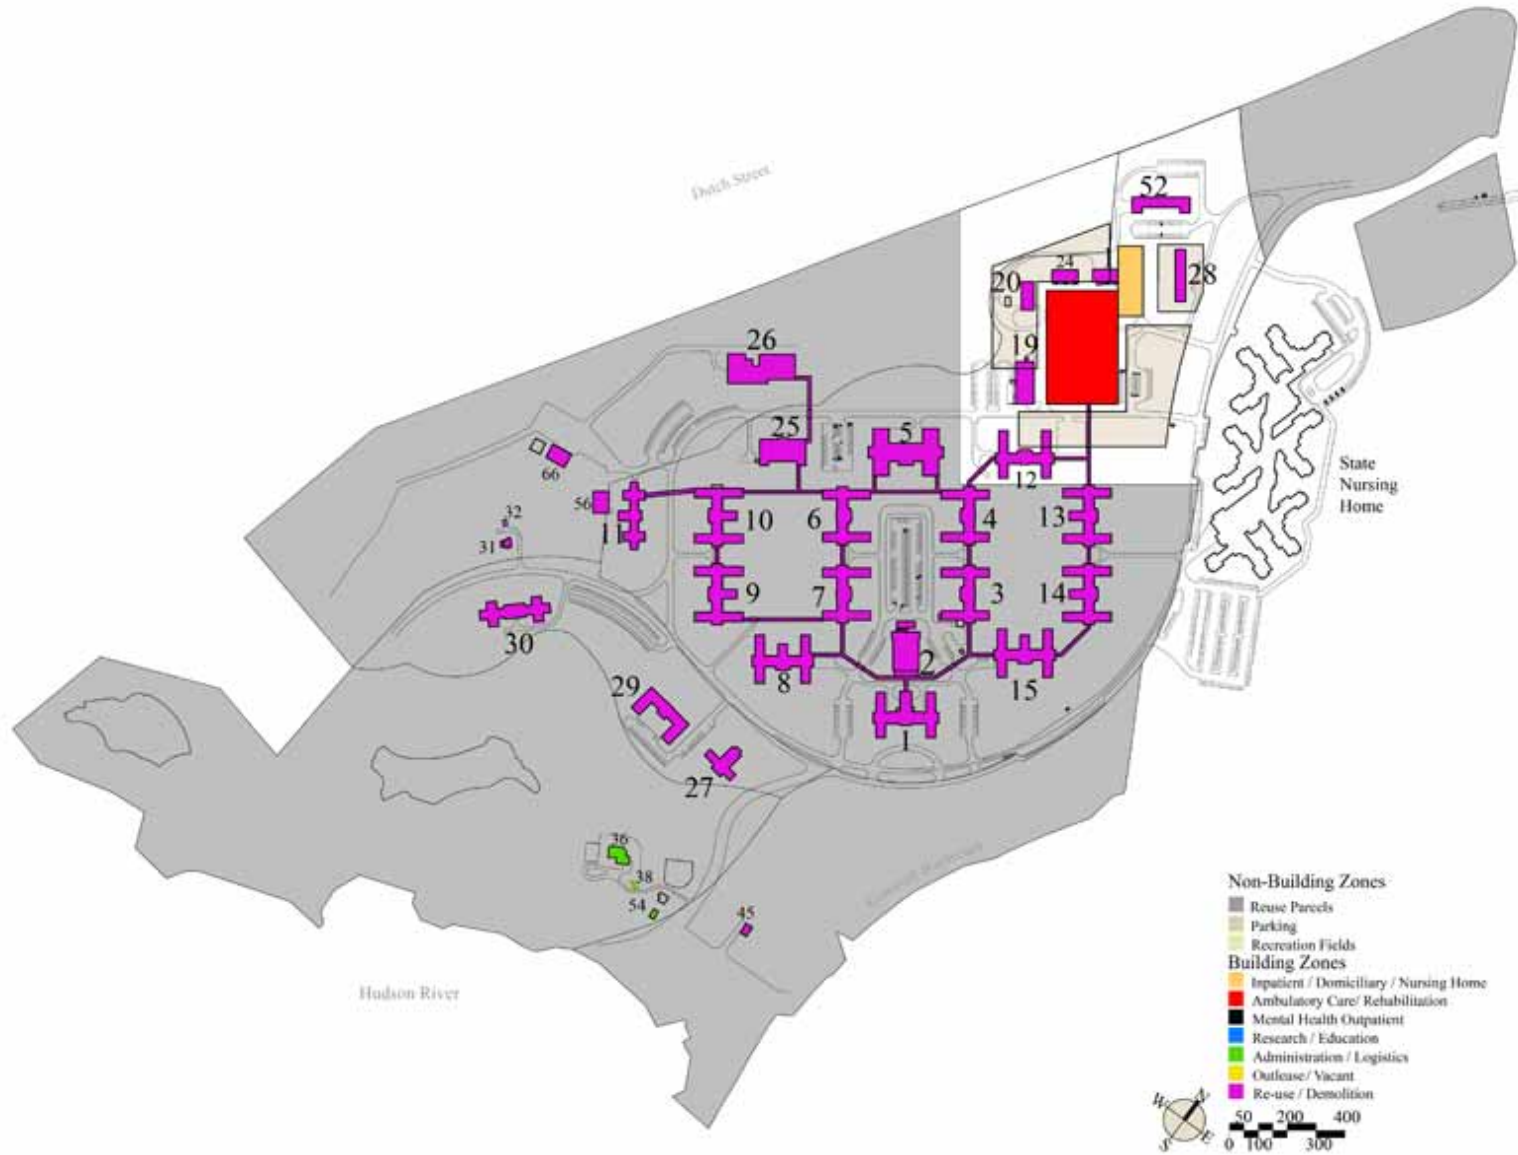 Dutch Street
52
24
28
20
19
26
25
5
12
66
56
32
31
11
10
6
4
13
State
Nursing
Home
9
7
3
14
30
8
2
15
29
1
27
36
38
54
45
Hudson River
Non-Building Zones
Reuse Parcels
Parking
Recreation Fields
Building Zones
Inpatient / Domiciliary / Nursing Home
Ambulatory Care/ Rehabilitation
Mental Health Outpatient
Research / Education
Administration / Logistics
Outlease / Vacant
Re-use / Demolition
W N
S E
50 200 400
0 100 300